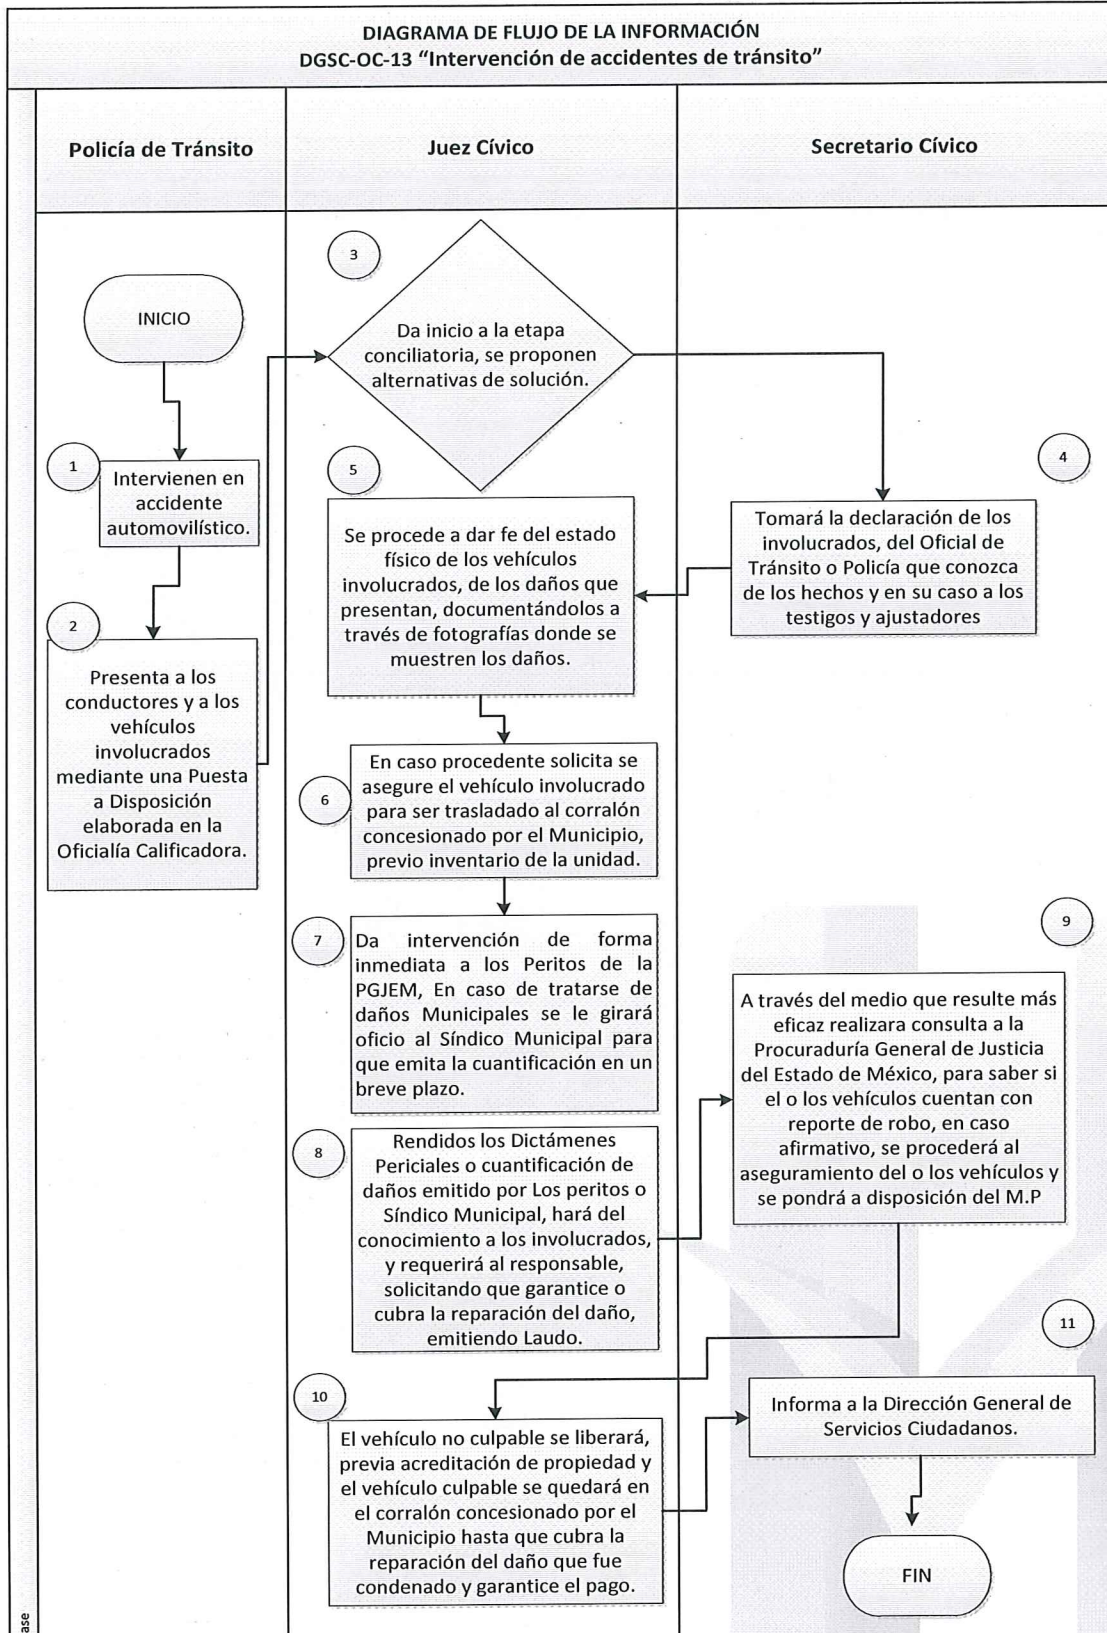 DIAGRAMA DE FLUJO DE LA INFORMACIÓN
DGSC-OC-13 “Intervención de accidentes de tránsito”
Policía de Tránsito
Juez Cívico
Secretario Cívico
INICIO
1
Intervienen en
accidente
automovilístico.
2
Presenta a los
conductores y a los
vehículos
involucrados
mediante una Puesta
a Disposición
elaborada en la
Oficialía Calificadora.
3
Da inicio a la etapa
conciliatoria, se proponen
alternativas de solución.
4
Tomará la declaración de los
involucrados, del Oficial de
Tránsito o Policía que conozca
de los hechos y en su caso a los
testigos y ajustadores
5
Se procede a dar fe del estado
físico de los vehículos
involucrados, de los daños que
presentan, documentándolos a
través de fotografías donde se
muestren los daños.
6
En caso procedente solicita se
asegure el vehículo involucrado
para ser trasladado al corralón
concesionado por el Municipio,
previo inventario de la unidad.
7
Da intervención de forma
inmediata a los Peritos de la
PGJEM, En caso de tratarse de
daños Municipales se le girará
oficio al Síndico Municipal para
que emita la cuantificación en un
breve plazo.
8
Rendidos los Dictámenes
Periciales o cuantificación de
daños emitido por Los peritos o
Síndico Municipal, hará del
conocimiento a los involucrados,
y requerirá al responsable,
solicitando que garantice o
cubra la reparación del daño,
emitiendo Laudo.
9
A través del medio que resulte más
eficaz realizara consulta a la
Procuraduría General de Justicia
del Estado de México, para saber si
el o los vehículos cuentan con
reporte de robo, en caso
afirmativo, se procederá al
aseguramiento del o los vehículos y
se pondrá a disposición del M.P
10
El vehículo no culpable se liberará,
previa acreditación de propiedad y
el vehículo culpable se quedará en
el corralón concesionado por el
Municipio hasta que cubra la
reparación del daño que fue
condenado y garantice el pago.
11
Informa a la Dirección General de
Servicios Ciudadanos.
FIN
ase